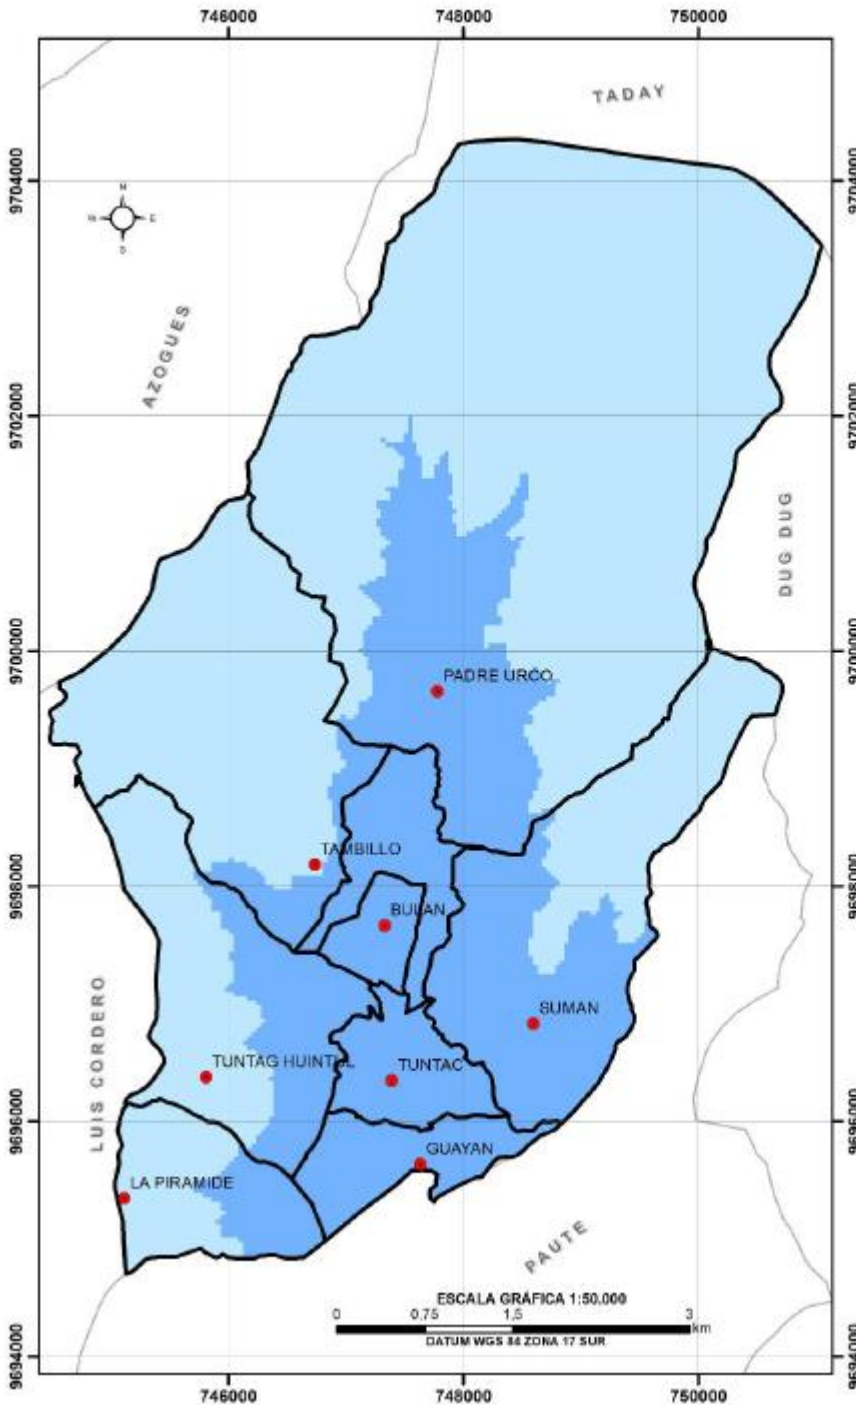 746000 748000 750000
TADAY
9704000 9704000
N
W E
S
AZOGUES
9702000 9702000
DUG DUG
9700000 9700000
PADRE URCO
TAMBILLO
9698000 9698000
BULAN
SUMAN
LUIS CORDERO
TUNTAG HUINTUL
TUNTAC
9696000 9696000
GUAYAN
LA PIRAMIDE
PAUTE
ESCALA GRÁFICA 1:50.000
0 0,75 1,5 3
km
DATUM WGS 84 ZONA 17 SUR
9694000 9694000
746000 748000 750000